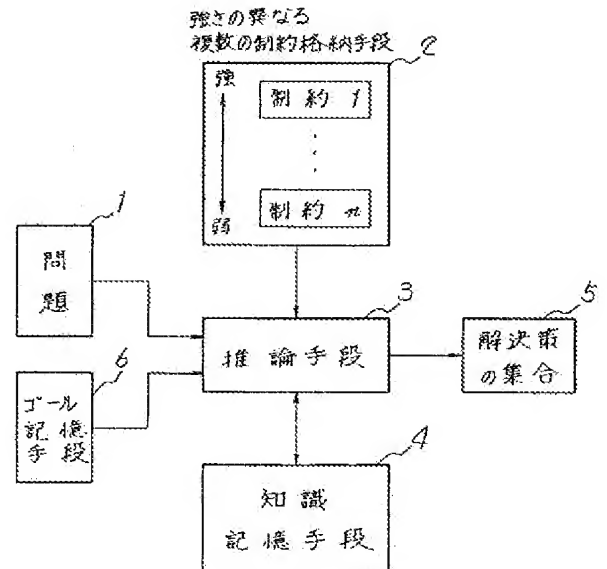 強さの異なる
複数の制約格納手段
2
強
制約 1
・
・
・
制約 n
弱
1
問
題
3
推論手段
5
解決策
の集合
6
ゴール
記憶
手段
4
知識
記憶手段